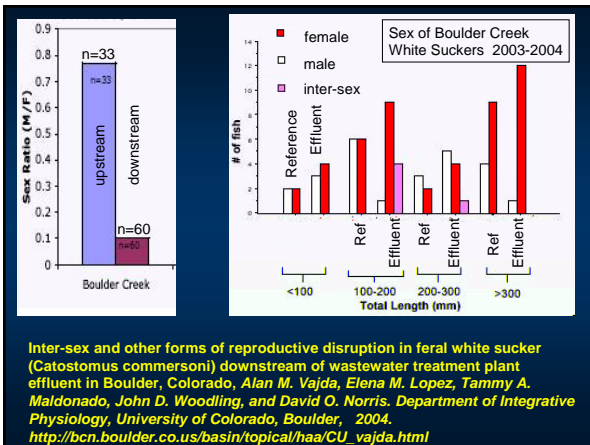 0.9
0.8
0.7
0.6
0.5
0.4
0.3
0.2
0.1
0
Sex Ratio (M/F)
n=33
n=33
upstream
downstream
n=60
n=60
Boulder Creek
Sex of Boulder Creek
White Suckers 2003-2004
female
male
inter-sex
14
12
10
8
6
4
2
0
# of fish
Reference
Effluent
Ref
Effluent
Ref
Effluent
Ref
Effluent
<100
100-200
200-300
>300
Total Length (mm)
Inter-sex and other forms of reproductive disruption in feral white sucker
(Catostomus commersoni) downstream of wastewater treatment plant
effluent in Boulder, Colorado, Alan M. Vajda, Elena M. Lopez, Tammy A.
Maldonado, John D. Woodling, and David O. Norris. Department of Integrative
Physiology, University of Colorado, Boulder, 2004.
http://bcn.boulder.co.us/basin/topical/haa/CU_vajda.html